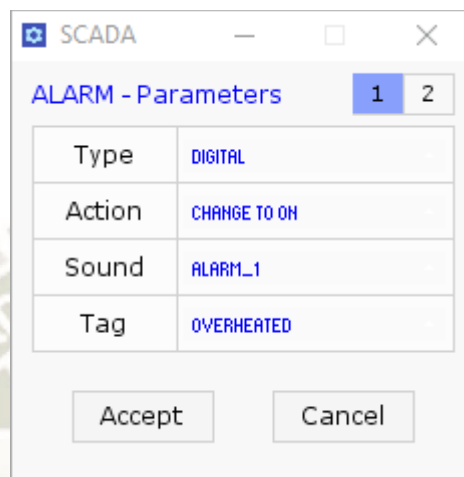 SCADA
ALARM - Parameters 1 2
Type DIGITAL
Action CHANGE TO ON
Sound ALARM_1
Tag OVERHEATED
Accept Cancel